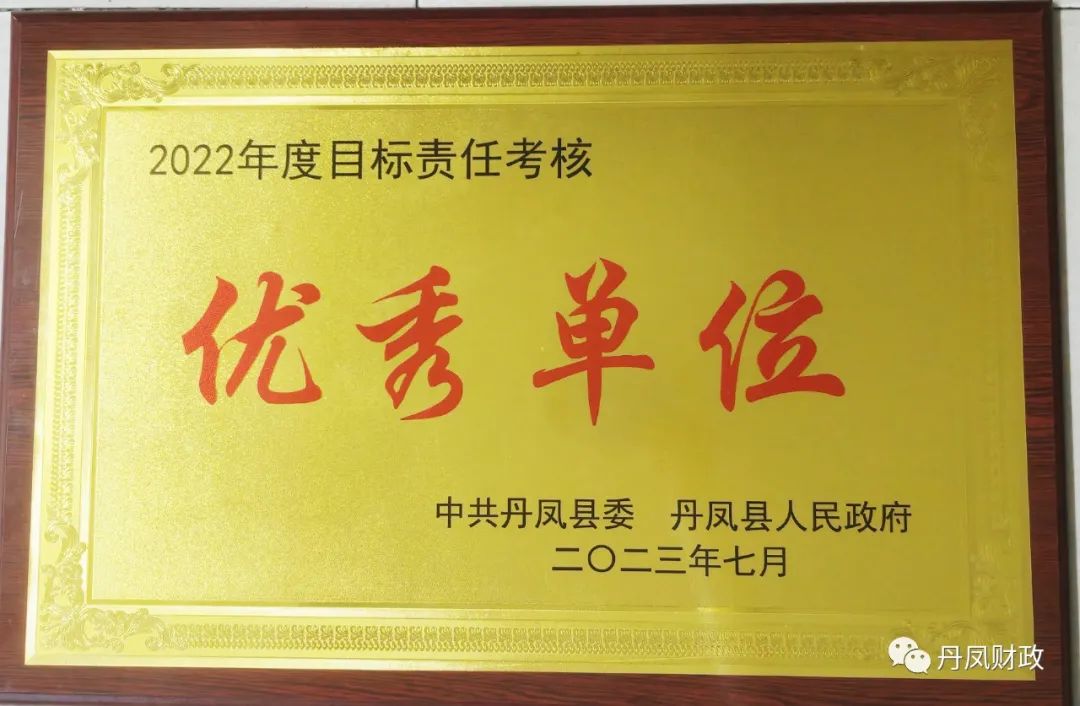 2022年度目标责任考核
优秀单位
中共丹凤县委 丹凤县人民政府
二〇二三年七月
丹凤财政